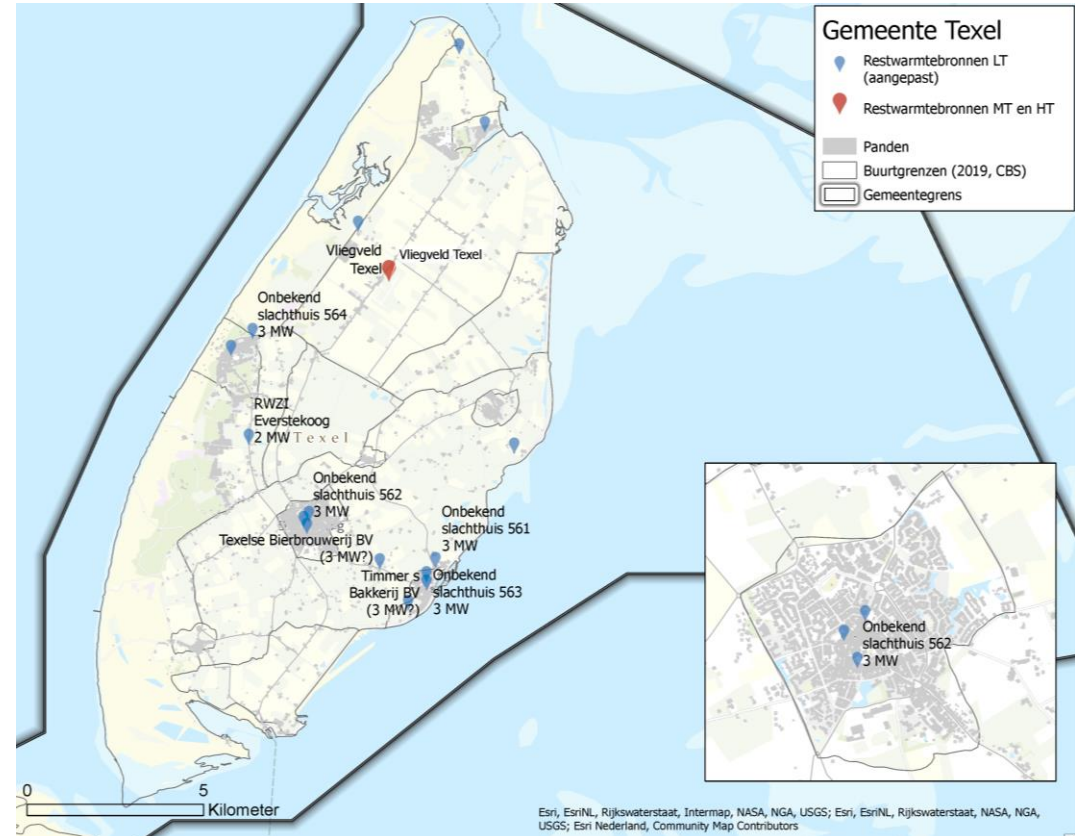 Gemeente Texel
Restwarmtebronnen LT
(aangepast)
Restwarmtebronnen MT en HT
Panden
Buurtgrenzen (2019, CBS)
Gemeentegrens
Vliegveld
Texel
Vliegveld Texel
Onbekend
slachthuis 564
3 MW
RWZI
Everstekoog
2 MW
Texel
Onbekend
slachthuis 562
3 MW
g
Texelse Bierbrouwerij BV
(3 MW?)
Onbekend
slachthuis 561
3 MW
Timmer s
Bakkerij BV
(3 MW?)
Onbekend
slachthuis 563
3 MW
Onbekend
slachthuis 562
3 MW
0 5
Kilometer
Esri, EsriNL, Rijkswaterstaat, Intermap, NASA, NGA, USGS; Esri, EsriNL, Rijkswaterstaat, NASA, NGA,
USGS; Esri Nederland, Community Map Contributors